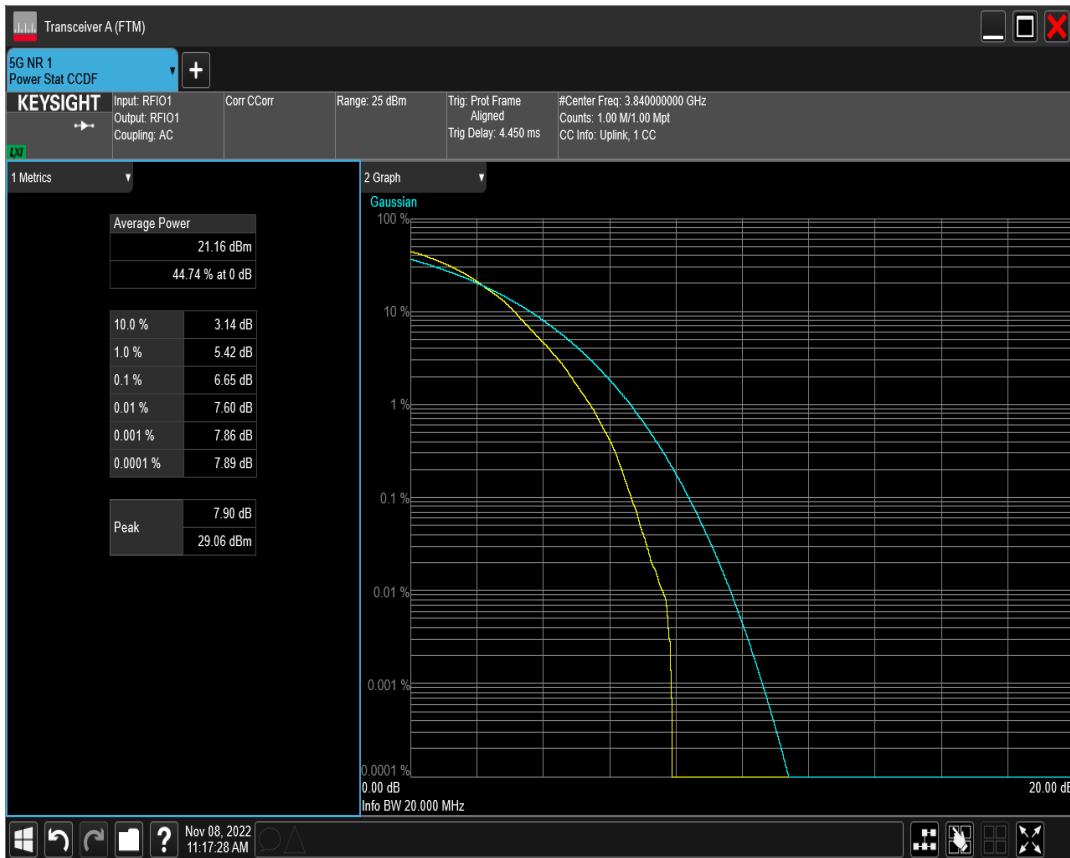 Transceiver A (FTM)
5G NR 1
Power Stat CCDF
+
KEYSIGHT
LXI
Input: RFIO1
Output: RFIO1
Coupling: AC
Corr CCorr
Range: 25 dBm
Trig: Prot Frame
Aligned
Trig Delay: 4.450 ms
#Center Freq: 3.840000000 GHz
Counts: 1.00 M/1.00 Mpt
CC Info: Uplink, 1 CC
1 Metrics
Average Power
21.16 dBm
44.74 % at 0 dB
10.0 % 3.14 dB
1.0 % 5.42 dB
0.1 % 6.65 dB
0.01 % 7.60 dB
0.001 % 7.86 dB
0.0001 % 7.89 dB
Peak
7.90 dB
29.06 dBm
2 Graph
Gaussian
100 %
10 %
1 %
0.1 %
0.01 %
0.001 %
0.0001 %
0.00 dB 20.00 dB
Info BW 20.000 MHz
?
Nov 08, 2022
11:17:28 AM